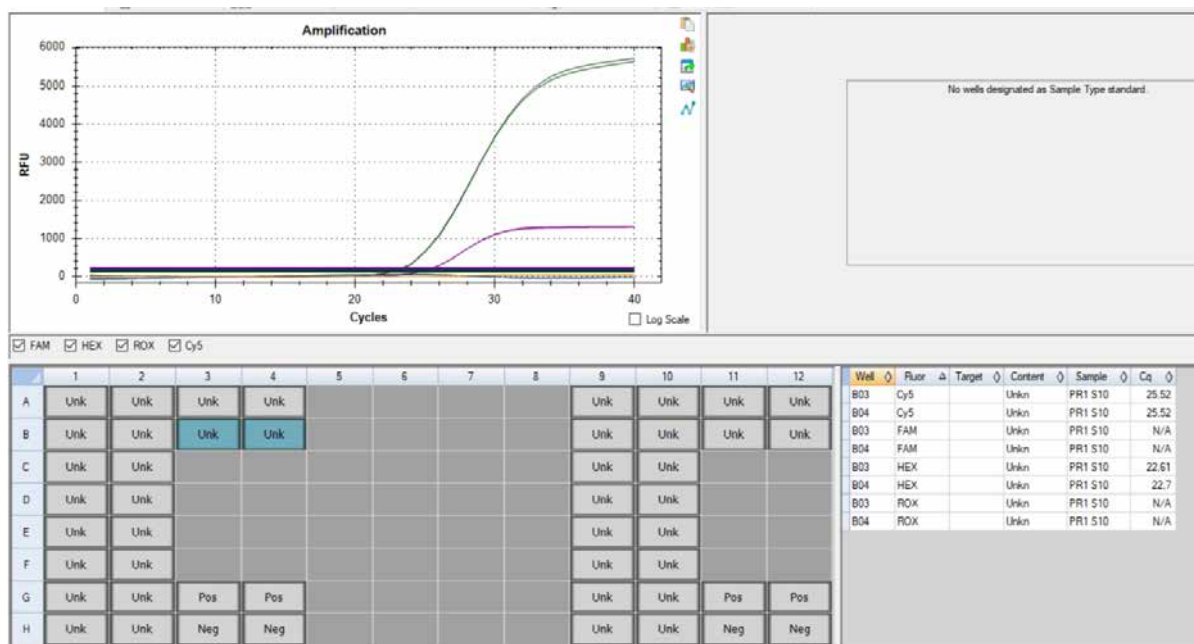 Amplification
6000
5000
4000
3000
2000
1000
0
RFU
0 10 20 30 40
Cycles
Log Scale
No wells designated as Sample Type standard.
FAM HEX ROX Cy5
1 2 3 4 5 6 7 8 9 10 11 12
A Unk Unk Unk Unk Unk Unk Unk Unk
B Unk Unk Unk Unk Unk Unk Unk Unk
C Unk Unk Unk Unk
D Unk Unk Unk Unk
E Unk Unk Unk Unk
F Unk Unk Unk Unk
G Unk Unk Pos Pos Unk Unk Pos Pos
H Unk Unk Neg Neg Unk Unk Neg Neg
Well Fluor Target Content Sample Cq
B03 Cy5 Unkn PR1 S10 25.52
B04 Cy5 Unkn PR1 S10 25.52
B03 FAM Unkn PR1 S10 N/A
B04 FAM Unkn PR1 S10 N/A
B03 HEX Unkn PR1 S10 22.61
B04 HEX Unkn PR1 S10 22.7
B03 ROX Unkn PR1 S10 N/A
B04 ROX Unkn PR1 S10 N/A